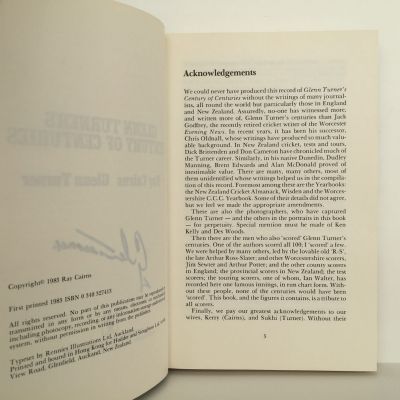 Copyright© 1983 Ray Cairns
First printed 1983 ISBN 0 340 327413
All rights reserved. No part of this publication may be reproduced or
transmitted in any form or by any means, electronic or
including photocopy, recording or any information
system, without permission in writing from the publisher.
Typeset by Rennies Illustrations Ltd, Auckland.
Printed and bound in Hong Kong for Hodder and Stoughton Ltd,
View Road, Glenfield, Auckland, New Zealand.
Acknowledgements
We could never have produced this record of Glenn Turner's
Century of Centuries without the writings of many journal-
ists, all round the world but particularly those in England
and New Zealand. Assuredly, no-one has witnessed more,
and written more of, Glenn Turner's centuries than Jack
Godfrey, the recently retired cricket writer of the Worcester
Evening News. In recent years, it has been his successor,
Chris Oldnall, whose writings have produced so much valu-
able background. In New Zealand cricket, tests and tours,
Dick Brittenden and Don Cameron have chronicled much of
the Turner career. Similarly, in his native Dunedin, Dudley
Manning, Brent Edwards and Alan McDonald proved of
inestimable value. There are many, many others, most of
them unidentified whose writings helped us in the compila-
tion of this record. Foremost among these are the Yearbooks:
the New Zealand Cricket Almanack, Wisden and the Worcester
C.C.C. Yearbook. Some of their details did not agree,
but we feel we made the appropriate amendments.
There are also the photographers, who have captured
Glenn Turner — and the others in the portraits in this book
— for perpetuity. Special mention must be made of Ken
Kelly and Des Woods.
Then there are the men who also 'scored' Glenn Turner's
centuries. One of the authors scored all 100; I 'scored' a few.
We were helped by many, led by the lovable old 'R-S',
the late Arthur Ross-Slater; and other Worcestershire scorers,
Jim Sewter and Arthur Porter; and the other county scorers
in England; the provincial scorers in New Zealand; the test
scorers; the touring scorers, one of whom, Ian Walter, has
recorded here one famous innings, in run chart form. With-
out these people, none of the centuries would have been
'scored'. This book, and the figures it contains, is a tribute to
all scorers.
Finally, we pay our greatest acknowledgements to our
wives, Kerry (Cairns), and Sukhi (Turner). Without their
5